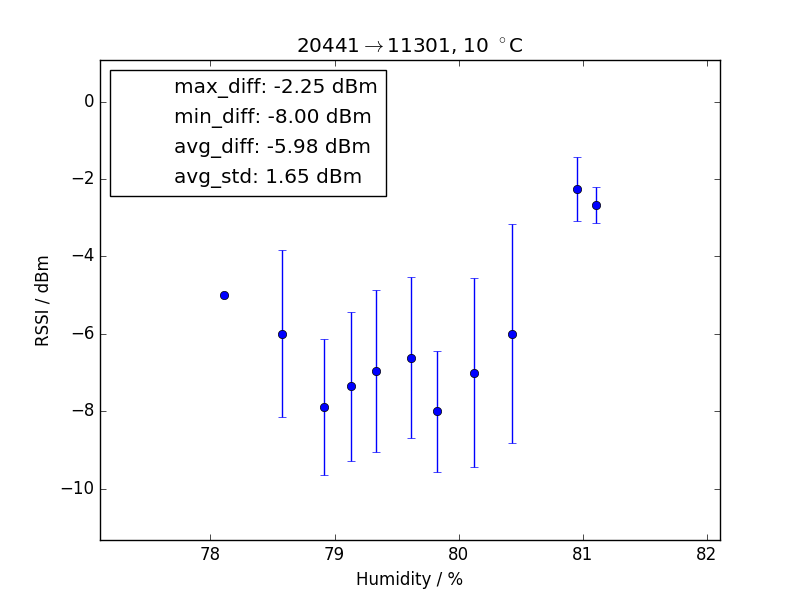 20441→11301, 10 °C
max_diff: -2.25 dBm
min_diff: -8.00 dBm
avg_diff: -5.98 dBm
avg_std: 1.65 dBm
0
−2
−4
−6
−8
−10
RSSI / dBm
78 79 80 81 82
Humidity / %